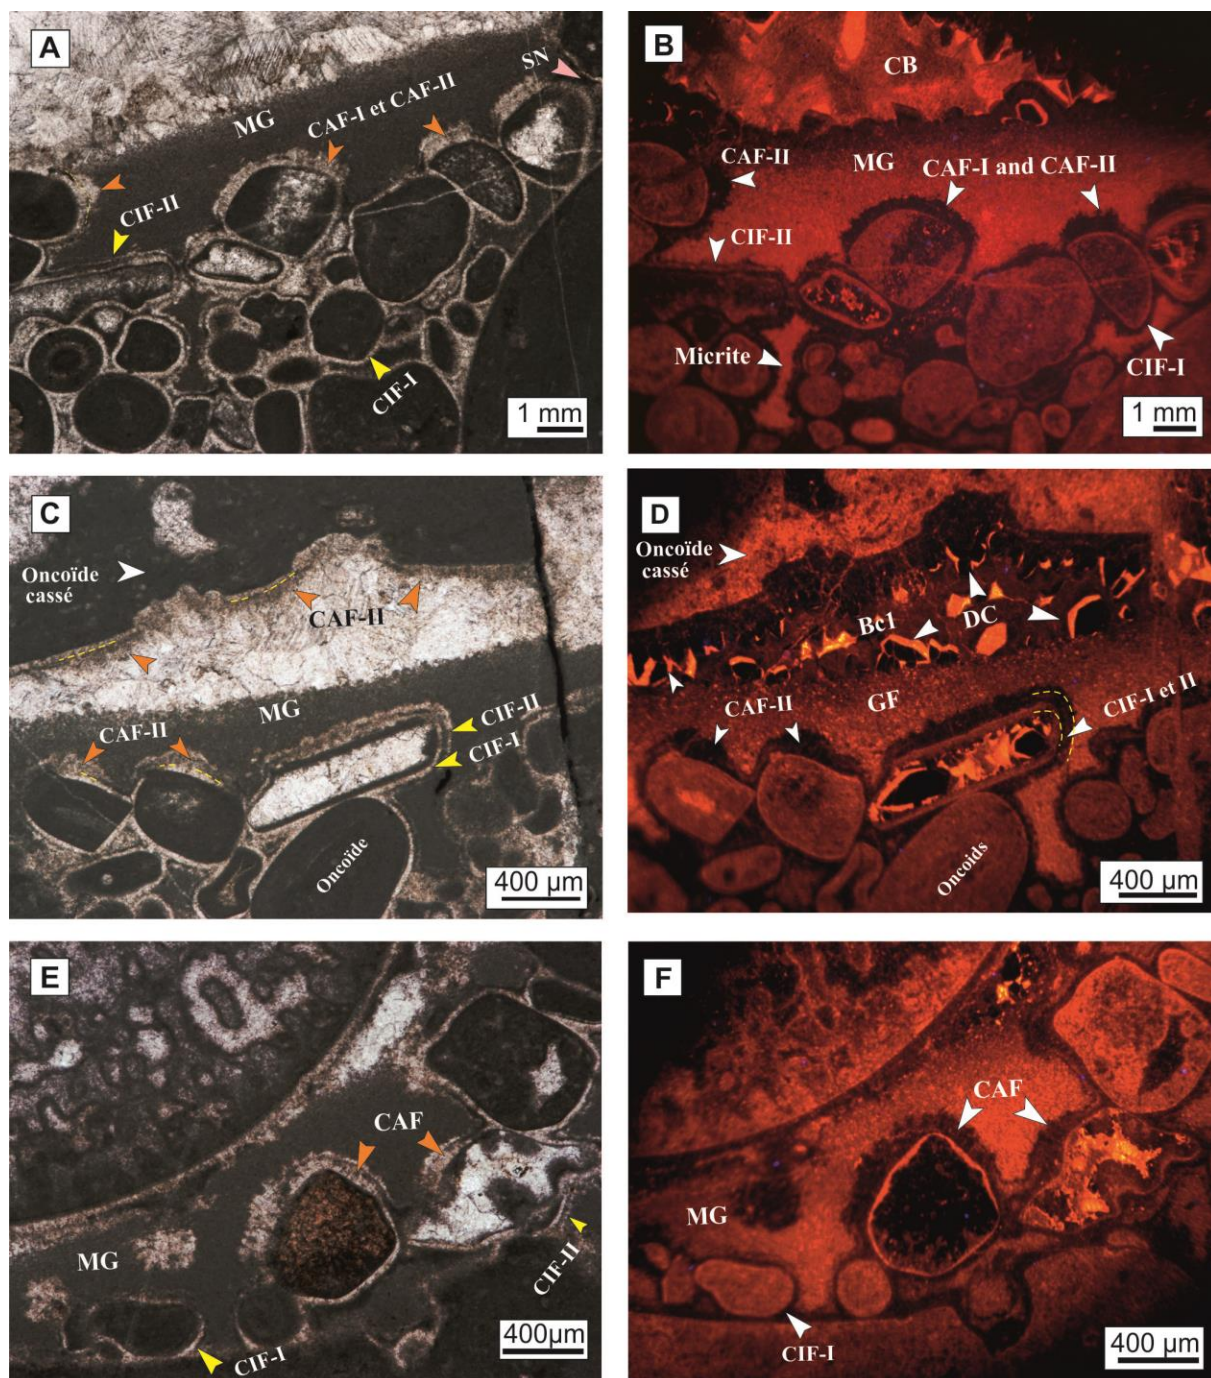 A
SN
MG
CAF-I et CAF-II
CIF-II
CIF-I
1 mm
B
CB
CAF-II
MG
CAF-I and CAF-II
CIF-II
Micrite
CIF-I
1 mm
C
Oncoïde
cassé
CAF-II
MG
CAF-II
CIF-II
CIF-I
Oncoïde
400 µm
D
Oncoïde
cassé
Bc1
DC
CAF-II
GF
CIF-I et II
Oncoids
400 µm
E
CAF
MG
CIF-II
CIF-I
400µm
F
CAF
MG
CIF-I
400 µm